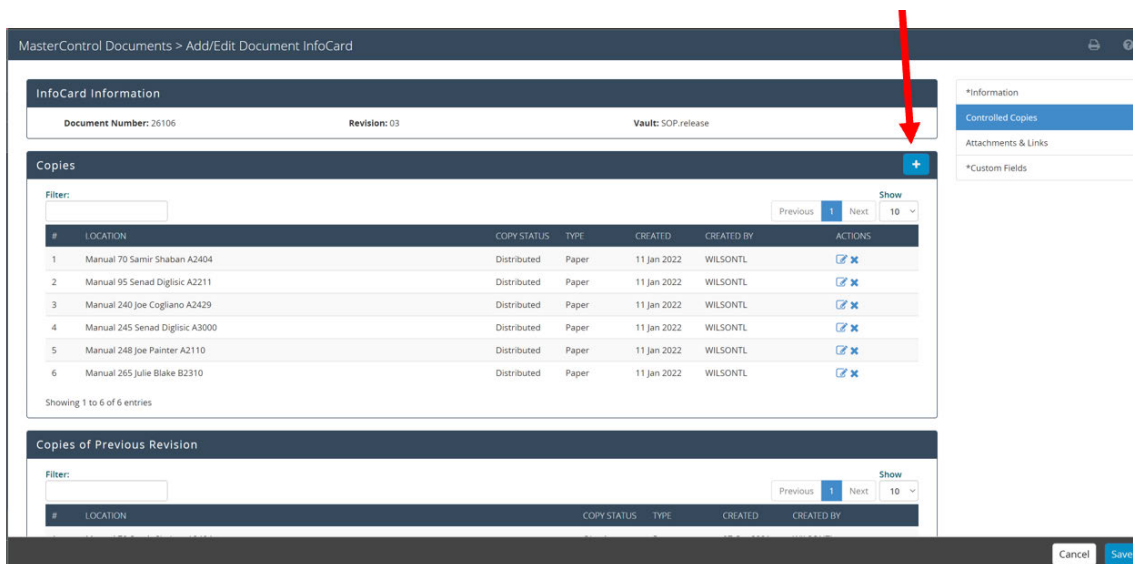 MasterControl Documents > Add/Edit Document InfoCard
InfoCard Information
Document Number: 26106 Revision: 03 Vault: SOP.release
*Information
Controlled Copies
Attachments & Links
*Custom Fields
Copies
+
Filter: Show
Previous 1 Next 10
# LOCATION COPY STATUS TYPE CREATED CREATED BY ACTIONS
1 Manual 70 Samir Shaban A2404 Distributed Paper 11 Jan 2022 WILSONTL
2 Manual 95 Senad Diglisic A2211 Distributed Paper 11 Jan 2022 WILSONTL
3 Manual 240 Joe Cogliano A2429 Distributed Paper 11 Jan 2022 WILSONTL
4 Manual 245 Senad Diglisic A3000 Distributed Paper 11 Jan 2022 WILSONTL
5 Manual 248 Joe Painter A2110 Distributed Paper 11 Jan 2022 WILSONTL
6 Manual 265 Julie Blake B2310 Distributed Paper 11 Jan 2022 WILSONTL
Showing 1 to 6 of 6 entries
Copies of Previous Revision
Filter: Show
Previous 1 Next 10
# LOCATION COPY STATUS TYPE CREATED CREATED BY
Cancel Save